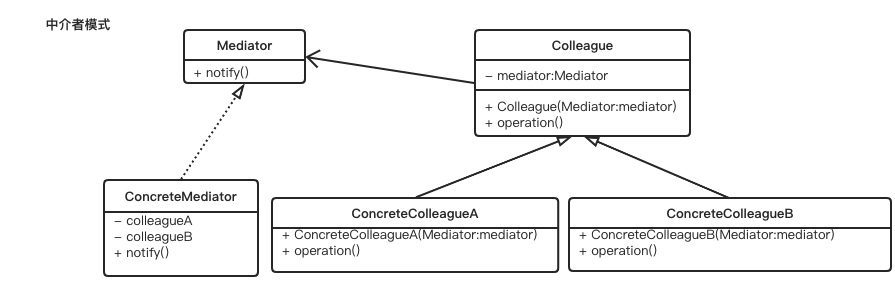 中介者模式
Mediator
+ notify()
Colleague
− mediator:Mediator
+ Colleague(Mediator:mediator)
+ operation()
ConcreteMediator
− colleagueA
− colleagueB
+ notify()
ConcreteColleagueA
+ ConcreteColleagueA(Mediator:mediator)
+ operation()
ConcreteColleagueB
+ ConcreteColleagueB(Mediator:mediator)
+ operation()